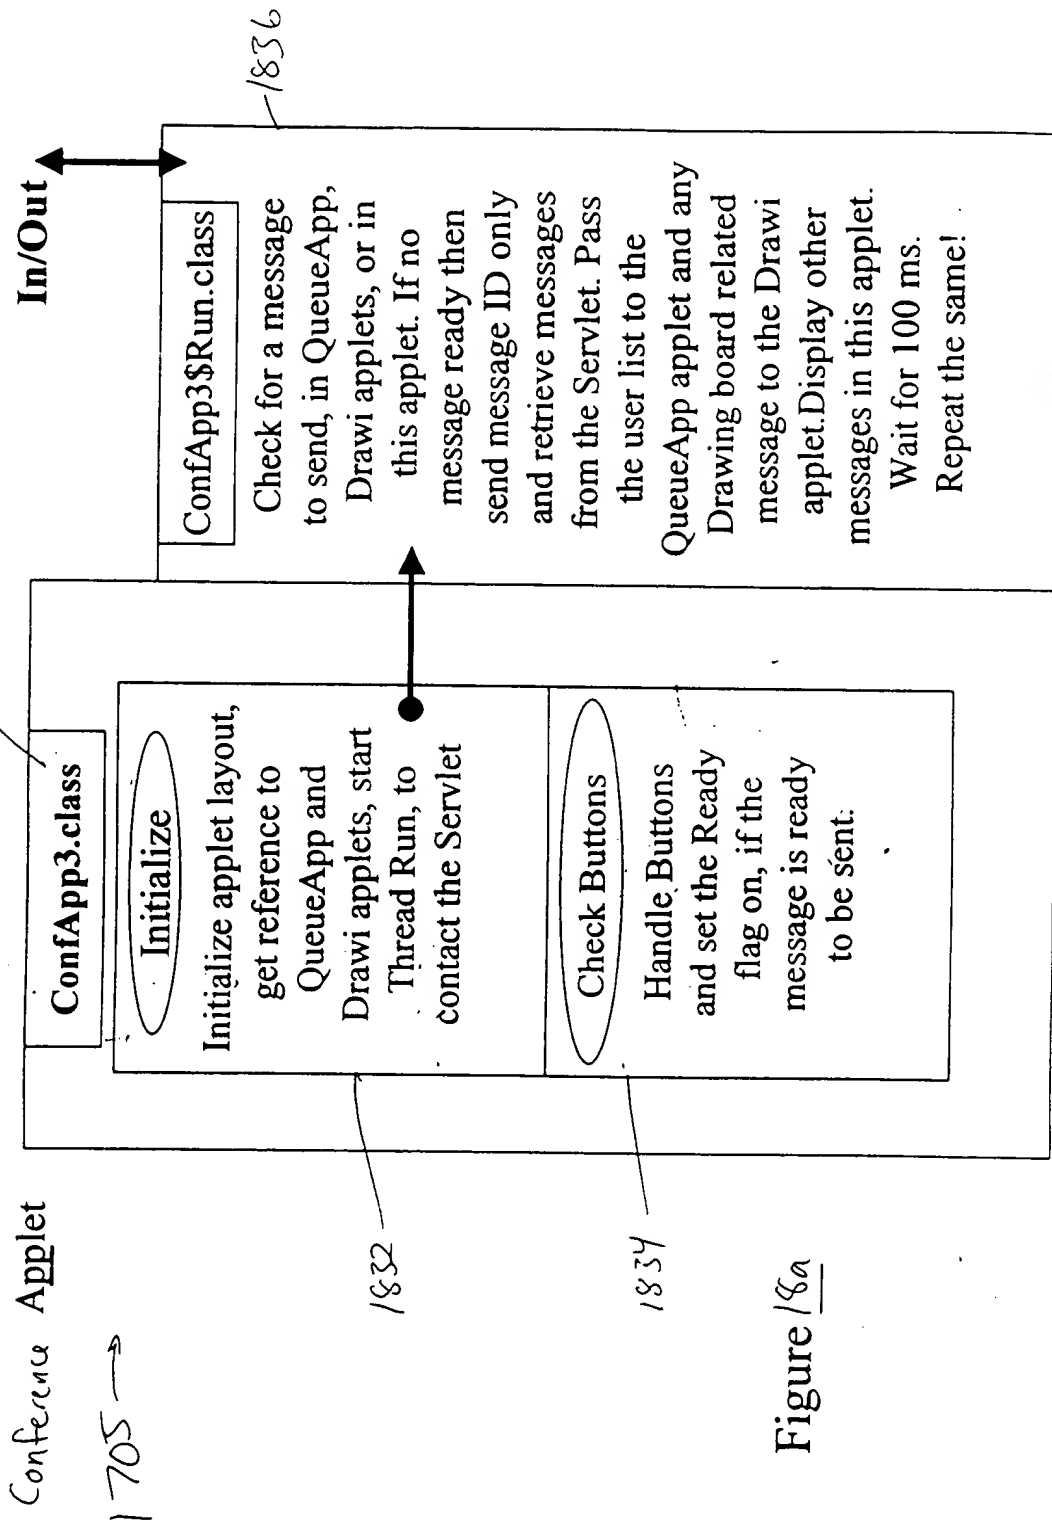 Conference Applet
1705
ConfApp3.class
Initialize
Initialize applet layout,
get reference to
QueueApp and
Drawi applets, start
Thread Run, to
contact the Servlet
1832
Check Buttons
Handle Buttons
and set the Ready
flag on, if the
message is ready
to be sent.
1834
In/Out
ConfApp3$Run.class
1836
Check for a message
to send, in QueueApp,
Drawi applets, or in
this applet. If no
message ready then
send message ID only
and retrieve messages
from the Servlet. Pass
the user list to the
QueueApp applet and any
Drawing board related
message to the Drawi
applet.Display other
messages in this applet.
Wait for 100 ms.
Repeat the same!
Figure 18a